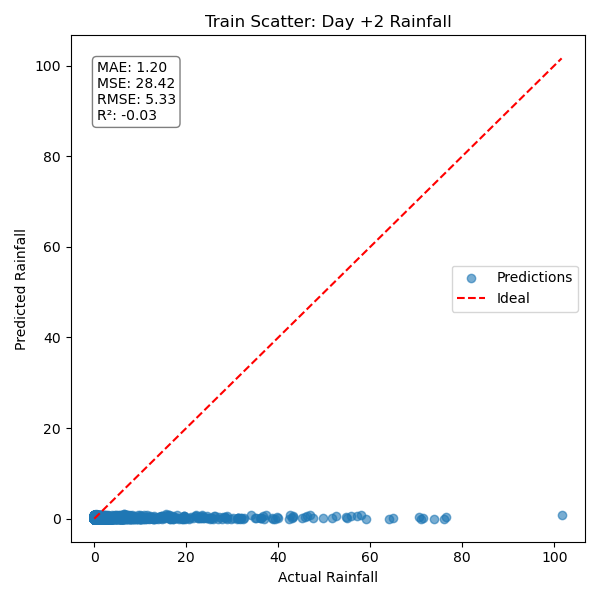 Train Scatter: Day +2 Rainfall
MAE: 1.20
MSE: 28.42
RMSE: 5.33
R²: -0.03
100
80
60
40
20
0
Predicted Rainfall
Predictions
Ideal
0 20 40 60 80 100
Actual Rainfall